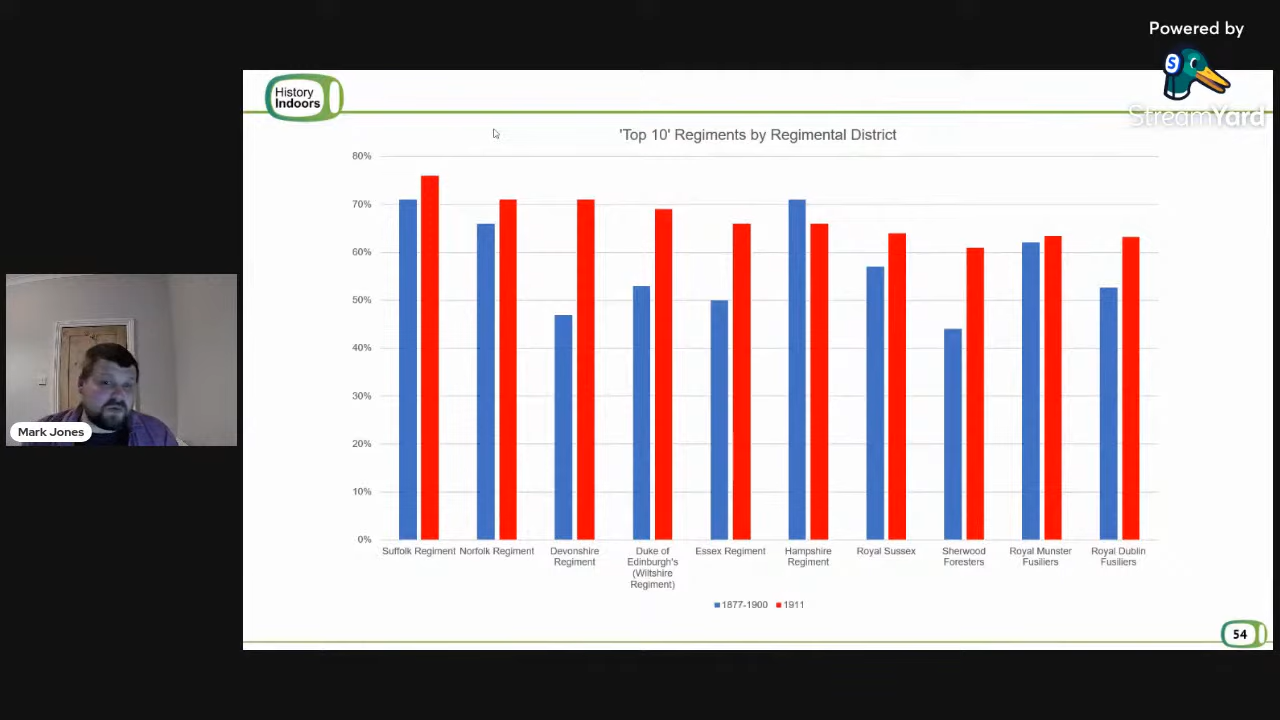 Powered by
S
StreamYard
History
Indoors
'Top 10' Regiments by Regimental District
80%
70%
60%
50%
40%
30%
20%
10%
0%
Suffolk Regiment
Norfolk Regiment
Devonshire
Regiment
Duke of
Edinburgh's
(Wiltshire
Regiment)
Essex Regiment
Hampshire
Regiment
Royal Sussex
Sherwood
Foresters
Royal Munster
Fusiliers
Royal Dublin
Fusiliers
1877-1900 1911
Mark Jones
54